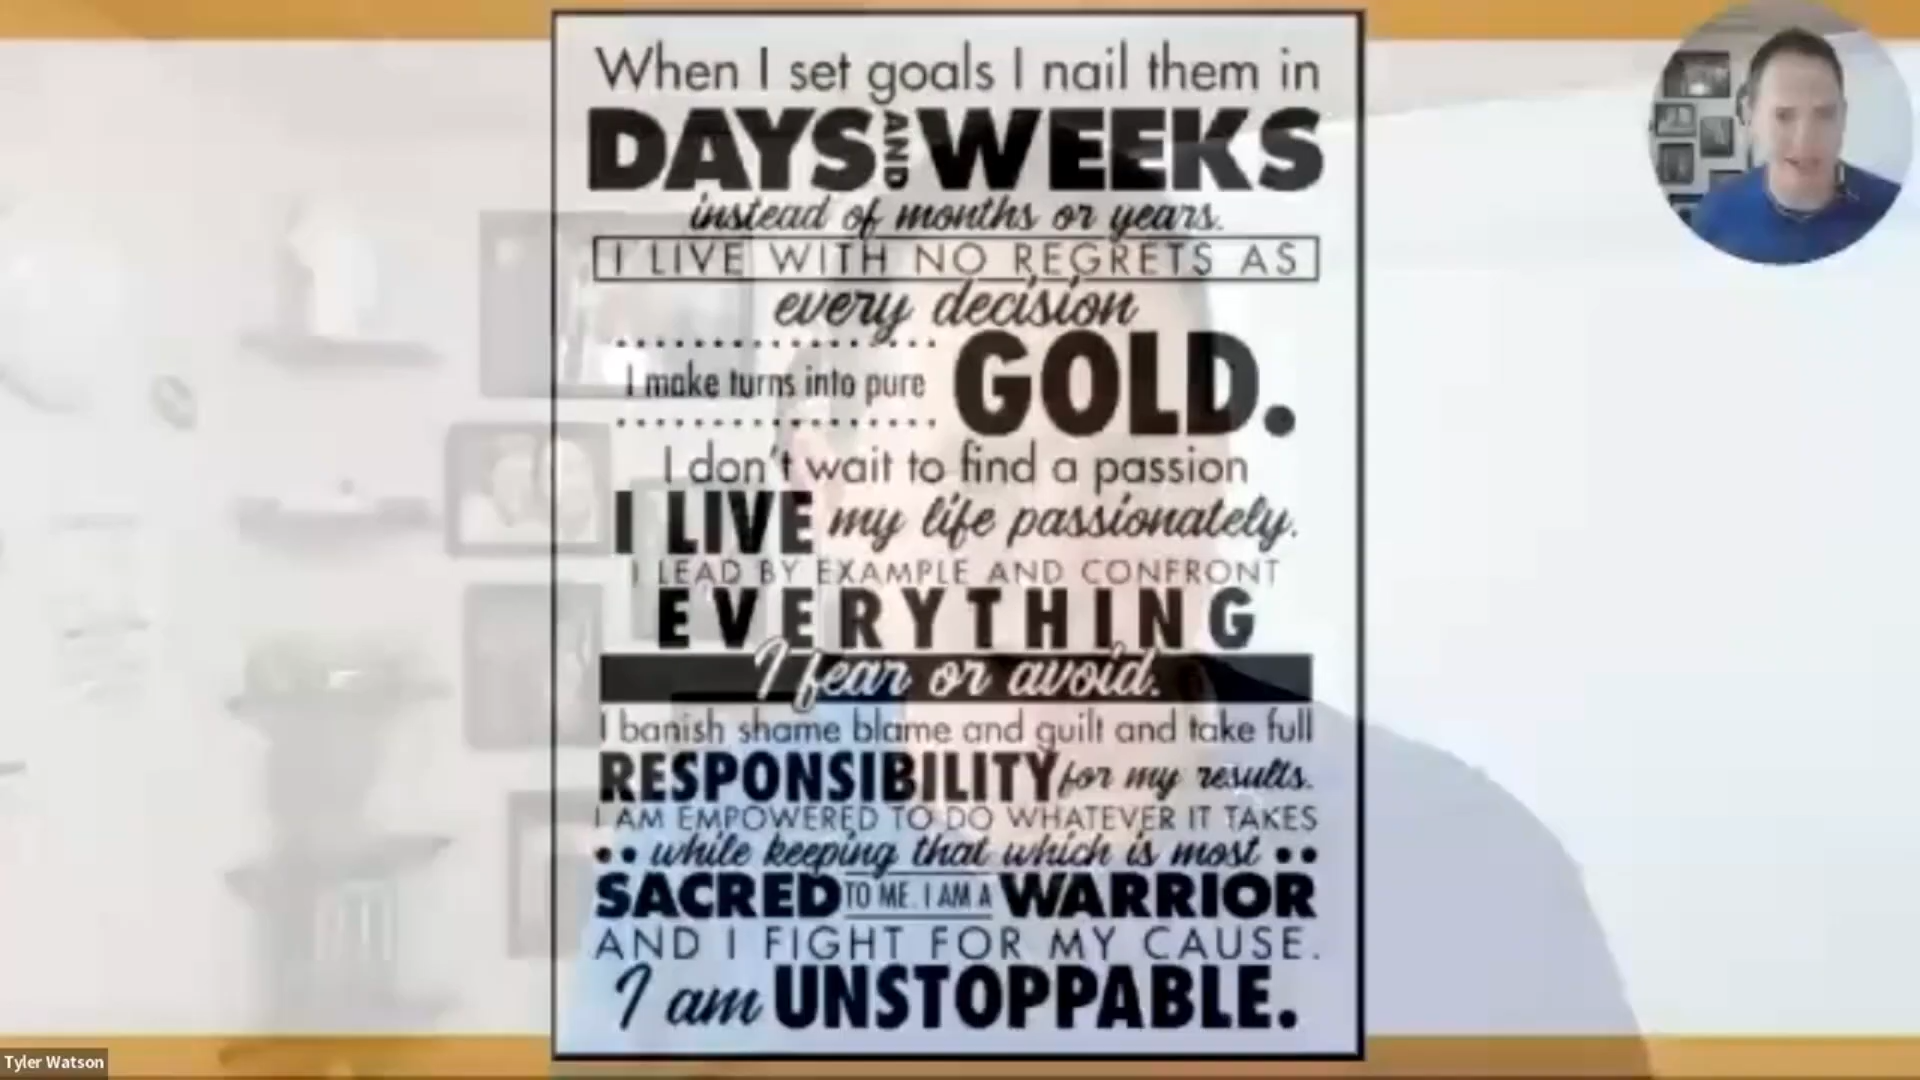 When I set goals I nail them in
DAYS AND WEEKS
instead of months or years.
I LIVE WITH NO REGRETS AS
every decision
I make turns into pure GOLD.
I don't wait to find a passion
I LIVE my life passionately.
I LEAD BY EXAMPLE AND CONFRONT
EVERYTHING
I fear or avoid.
I banish shame blame and guilt and take full
RESPONSIBILITY for my results.
I AM EMPOWERED TO DO WHATEVER IT TAKES
while keeping that which is most
SACRED TO ME. I AM A WARRIOR
AND I FIGHT FOR MY CAUSE.
I am UNSTOPPABLE.
Tyler Watson